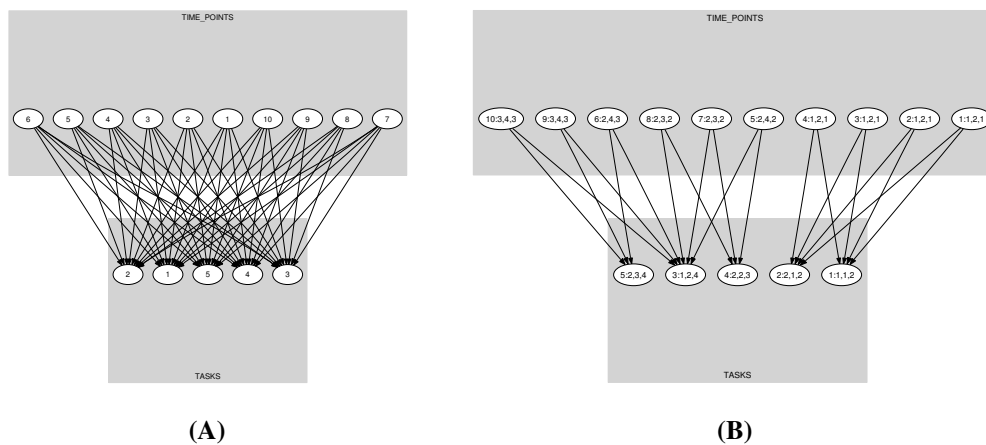 TIME_POINTS
6 5 4 3 2 1 10 9 8 7
2 1 5 4 3
TASKS
(A)
TIME_POINTS
10:3,4,3 9:3,4,3 6:2,4,3 8:2,3,2 7:2,3,2 5:2,4,2 4:1,2,1 3:1,2,1 2:1,2,1 1:1,2,1
5:2,3,4 3:1,2,4 4:2,2,3 2:2,1,2 1:1,1,2
TASKS
(B)